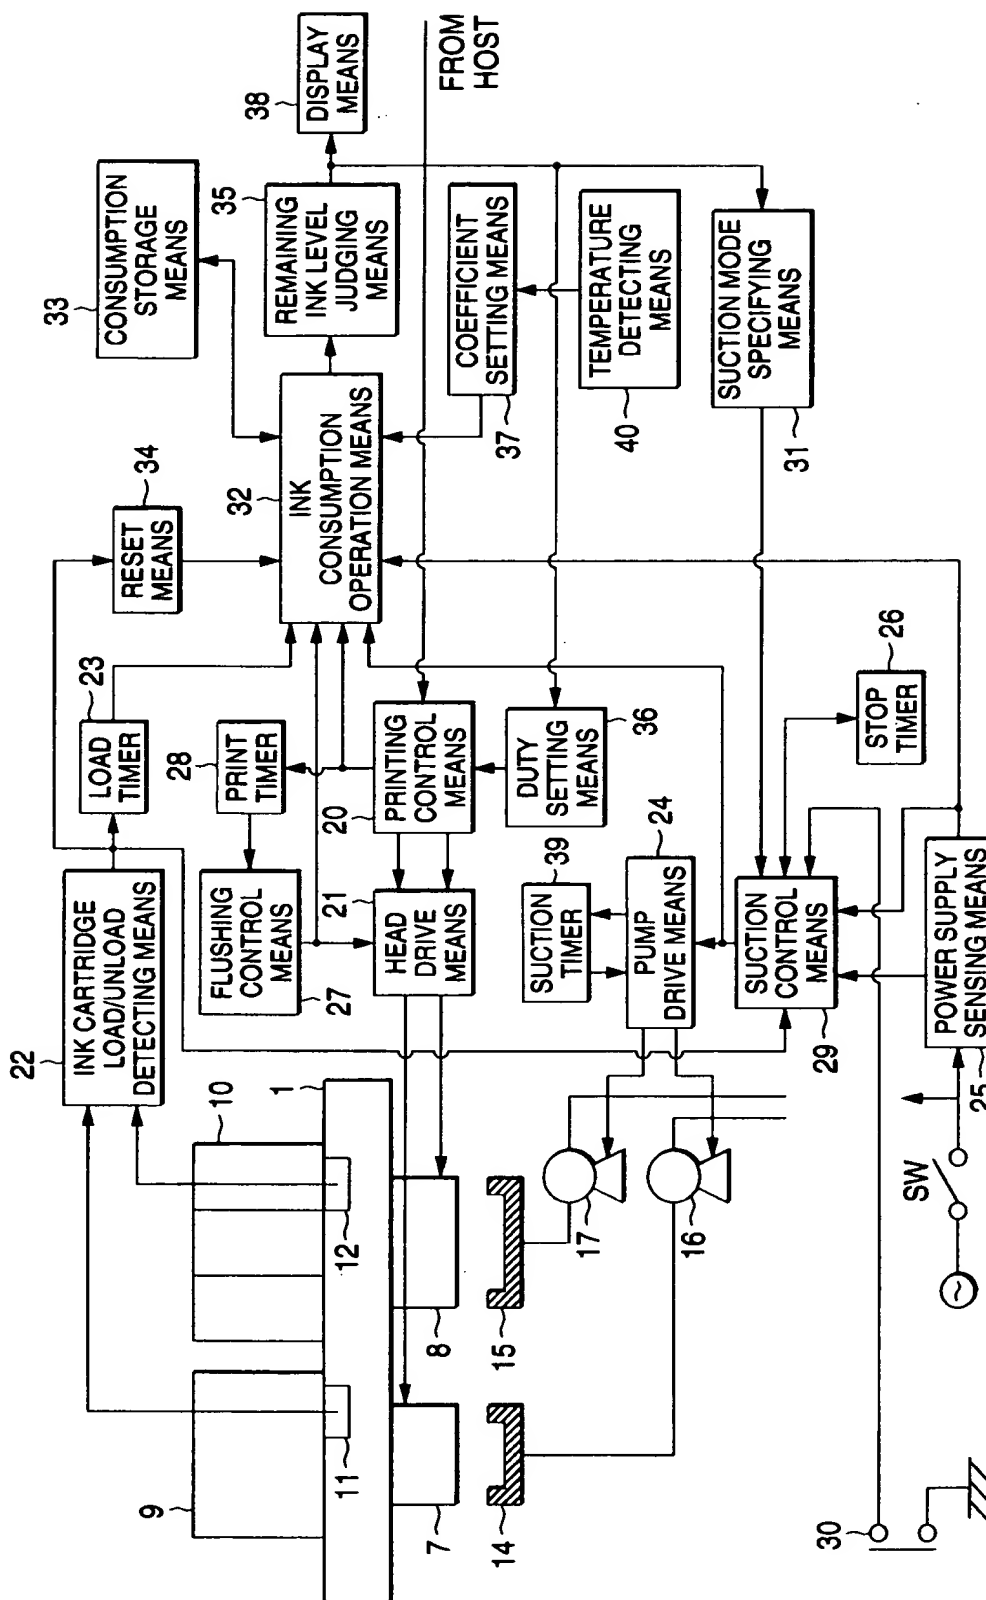 9
10
1
11
12
7
8
14
15
16
17
22
INK CARTRIDGE
LOAD/UNLOAD
DETECTING MEANS
LOAD
TIMER
23
34
RESET
MEANS
33
CONSUMPTION
STORAGE
MEANS
FLUSHING
CONTROL
MEANS
27
28
PRINT
TIMER
32
INK
CONSUMPTION
OPERATION MEANS
35
REMAINING
INK LEVEL
JUDGING
MEANS
38
DISPLAY
MEANS
21
HEAD
DRIVE
MEANS
20
PRINTING
CONTROL
MEANS
FROM
HOST
COEFFICIENT
SETTING MEANS
37
DUTY
SETTING
MEANS
36
39
SUCTION
TIMER
TEMPERATURE
DETECTING
MEANS
40
24
PUMP
DRIVE MEANS
SUCTION MODE
SPECIFYING
MEANS
31
SUCTION
CONTROL
MEANS
29
26
STOP
TIMER
POWER SUPPLY
SENSING MEANS
25
SW
~
30